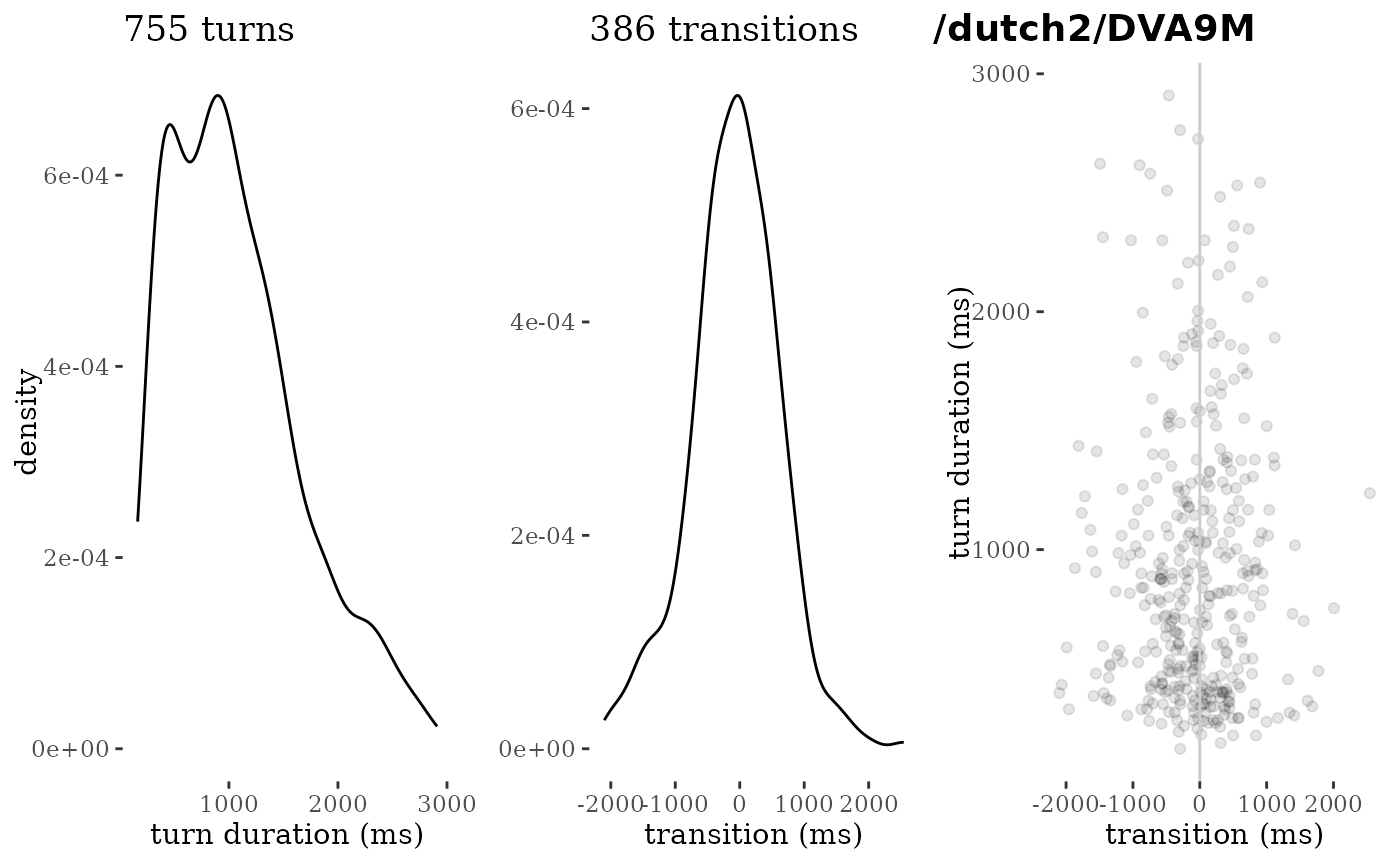 755 turns
386 transitions
/dutch2/DVA9M
density
6e-04
4e-04
2e-04
0e+00
1000 2000 3000
turn duration (ms)
6e-04
4e-04
2e-04
0e+00
-2000 -1000 0 1000 2000
transition (ms)
turn duration (ms)
3000
2000
1000
-2000 -1000 0 1000 2000
transition (ms)